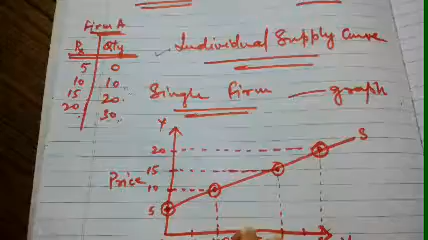 Firm A
Px Qty
5 0
10 10
15 20
20 30
Individual Supply Curve
Single Firm — graph
Y
S
20
15
Price 10
5